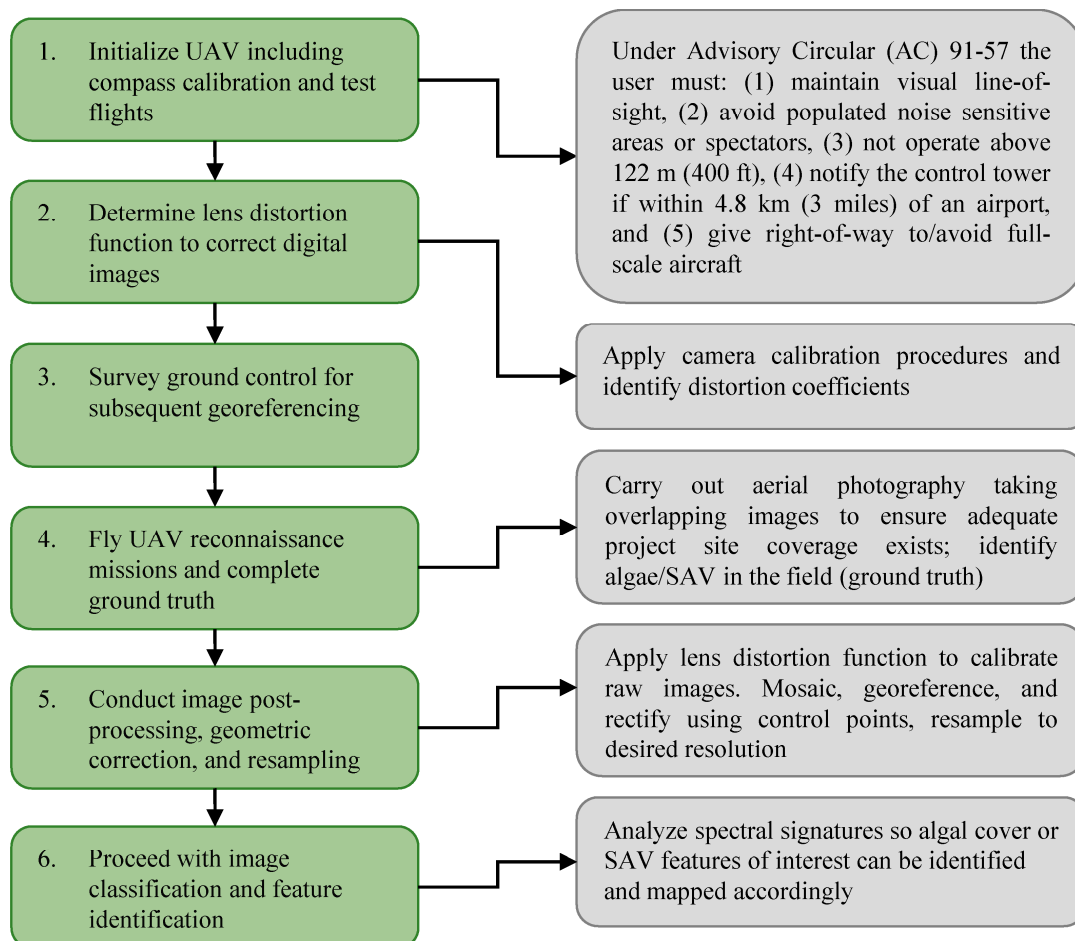 1. Initialize UAV including
compass calibration and test
flights
Under Advisory Circular (AC) 91-57 the
user must: (1) maintain visual line-of-
sight, (2) avoid populated noise sensitive
areas or spectators, (3) not operate above
122 m (400 ft), (4) notify the control tower
if within 4.8 km (3 miles) of an airport,
and (5) give right-of-way to/avoid full-
scale aircraft
2. Determine lens distortion
function to correct digital
images
Apply camera calibration procedures and
identify distortion coefficients
3. Survey ground control for
subsequent georeferencing
4. Fly UAV reconnaissance
missions and complete
ground truth
Carry out aerial photography taking
overlapping images to ensure adequate
project site coverage exists; identify
algae/SAV in the field (ground truth)
5. Conduct image post-
processing, geometric
correction, and resampling
Apply lens distortion function to calibrate
raw images. Mosaic, georeference, and
rectify using control points, resample to
desired resolution
6. Proceed with image
classification and feature
identification
Analyze spectral signatures so algal cover or
SAV features of interest can be identified
and mapped accordingly